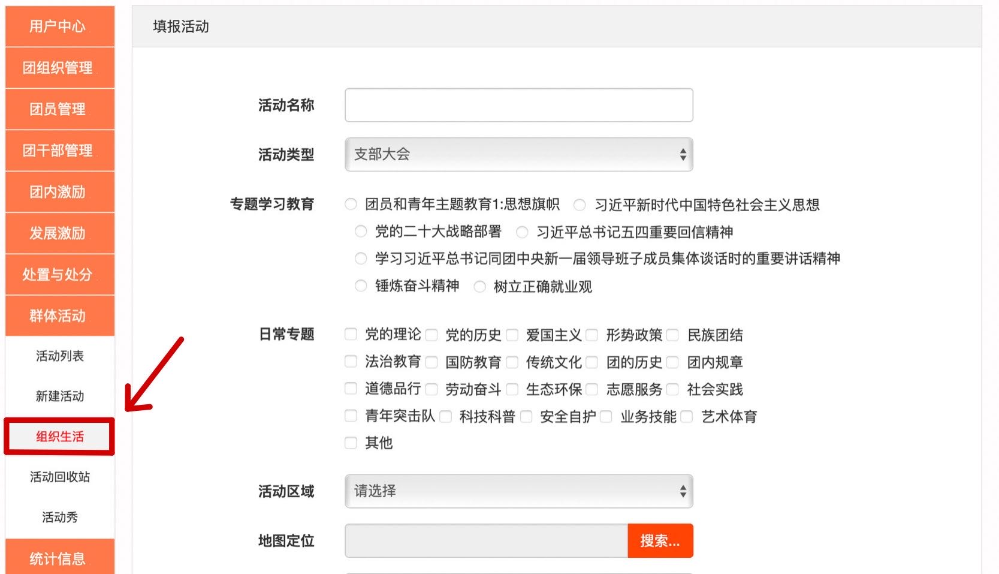 用户中心
团组织管理
团员管理
团干部管理
团内激励
发展激励
处置与处分
群体活动
活动列表
新建活动
组织生活
活动回收站
活动秀
统计信息
填报活动
活动名称
活动类型 支部大会
专题学习教育 团员和青年主题教育1:思想旗帜 习近平新时代中国特色社会主义思想
党的二十大战略部署 习近平总书记五四重要回信精神
学习习近平总书记同团中央新一届领导班子成员集体谈话时的重要讲话精神
锤炼奋斗精神 树立正确就业观
日常专题 党的理论 党的历史 爱国主义 形势政策 民族团结
法治教育 国防教育 传统文化 团的历史 团内规章
道德品行 劳动奋斗 生态环保 志愿服务 社会实践
青年突击队 科技科普 安全自护 业务技能 艺术体育
其他
活动区域 请选择
地图定位 搜索...